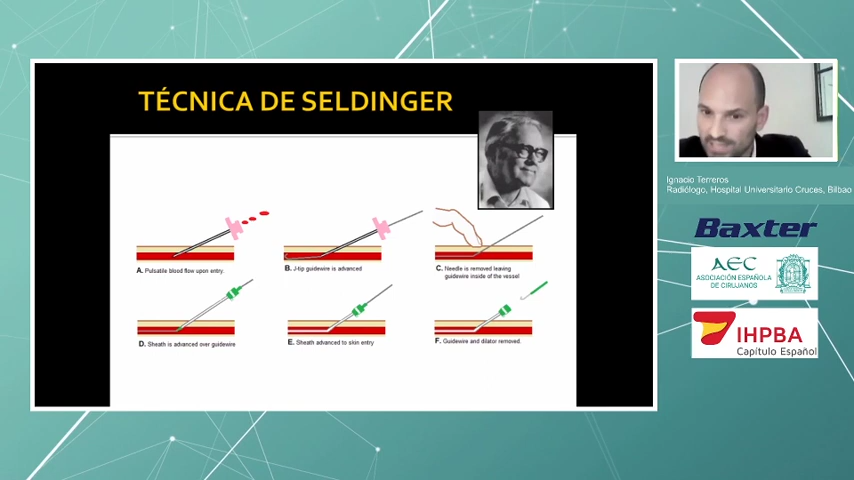 TÉCNICA DE SELDINGER
A. Pulsatile blood flow upon entry.
B. J-tip guidewire is advanced
C. Needle is removed leaving
guidewire inside of the vessel
D. Sheath is advanced over guidewire
E. Sheath advanced to skin entry
F. Guidewire and dilator removed.
Ignacio Terreros
Radiólogo, Hospital Universitario Cruces, Bilbao
Baxter
AEC
ASOCIACIÓN ESPAÑOLA
DE CIRUJANOS
IHPBA
Capítulo Español